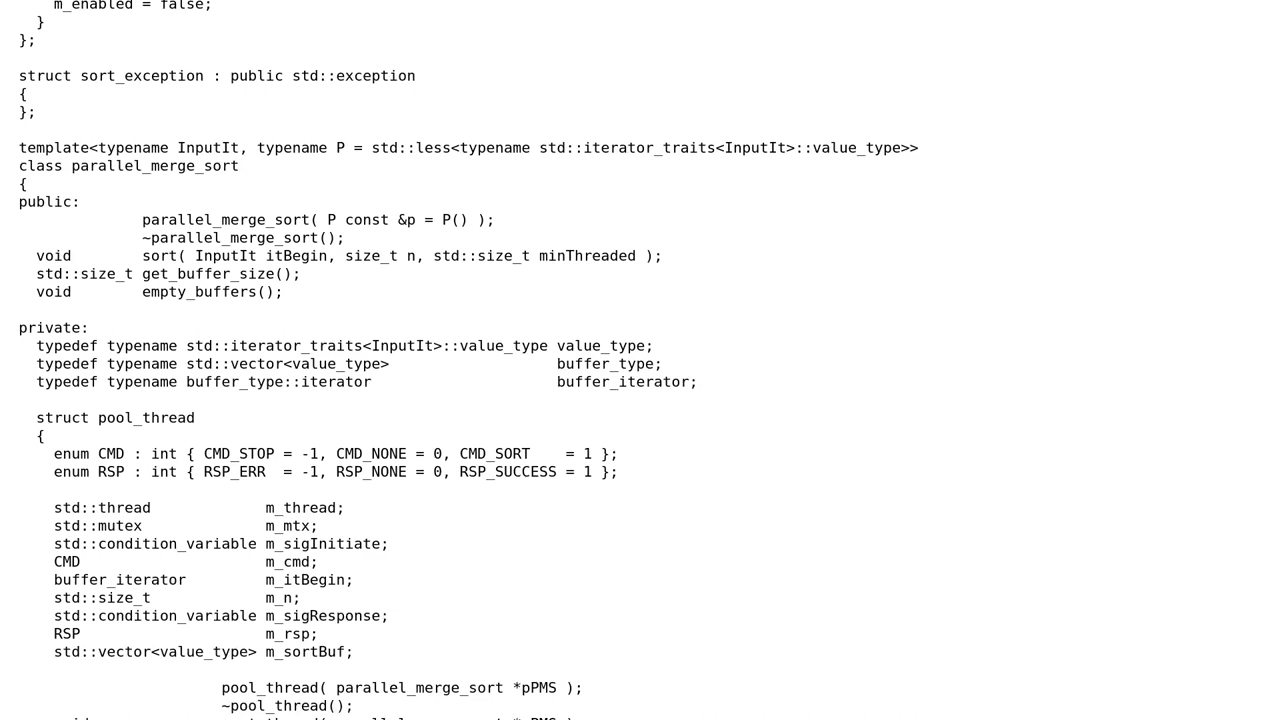 m_enabled = false;
  }
};

struct sort_exception : public std::exception
{
};

template<typename InputIt, typename P = std::less<typename std::iterator_traits<InputIt>::value_type>>
class parallel_merge_sort
{
public:
              parallel_merge_sort( P const &p = P() );
              ~parallel_merge_sort();
  void        sort( InputIt itBegin, size_t n, std::size_t minThreaded );
  std::size_t get_buffer_size();
  void        empty_buffers();

private:
  typedef typename std::iterator_traits<InputIt>::value_type value_type;
  typedef typename std::vector<value_type>                   buffer_type;
  typedef typename buffer_type::iterator                     buffer_iterator;

  struct pool_thread
  {
    enum CMD : int { CMD_STOP = -1, CMD_NONE = 0, CMD_SORT    = 1 };
    enum RSP : int { RSP_ERR  = -1, RSP_NONE = 0, RSP_SUCCESS = 1 };

    std::thread             m_thread;
    std::mutex              m_mtx;
    std::condition_variable m_sigInitiate;
    CMD                     m_cmd;
    buffer_iterator         m_itBegin;
    std::size_t             m_n;
    std::condition_variable m_sigResponse;
    RSP                     m_rsp;
    std::vector<value_type> m_sortBuf;

                       pool_thread( parallel_merge_sort *pPMS );
                       ~pool_thread();